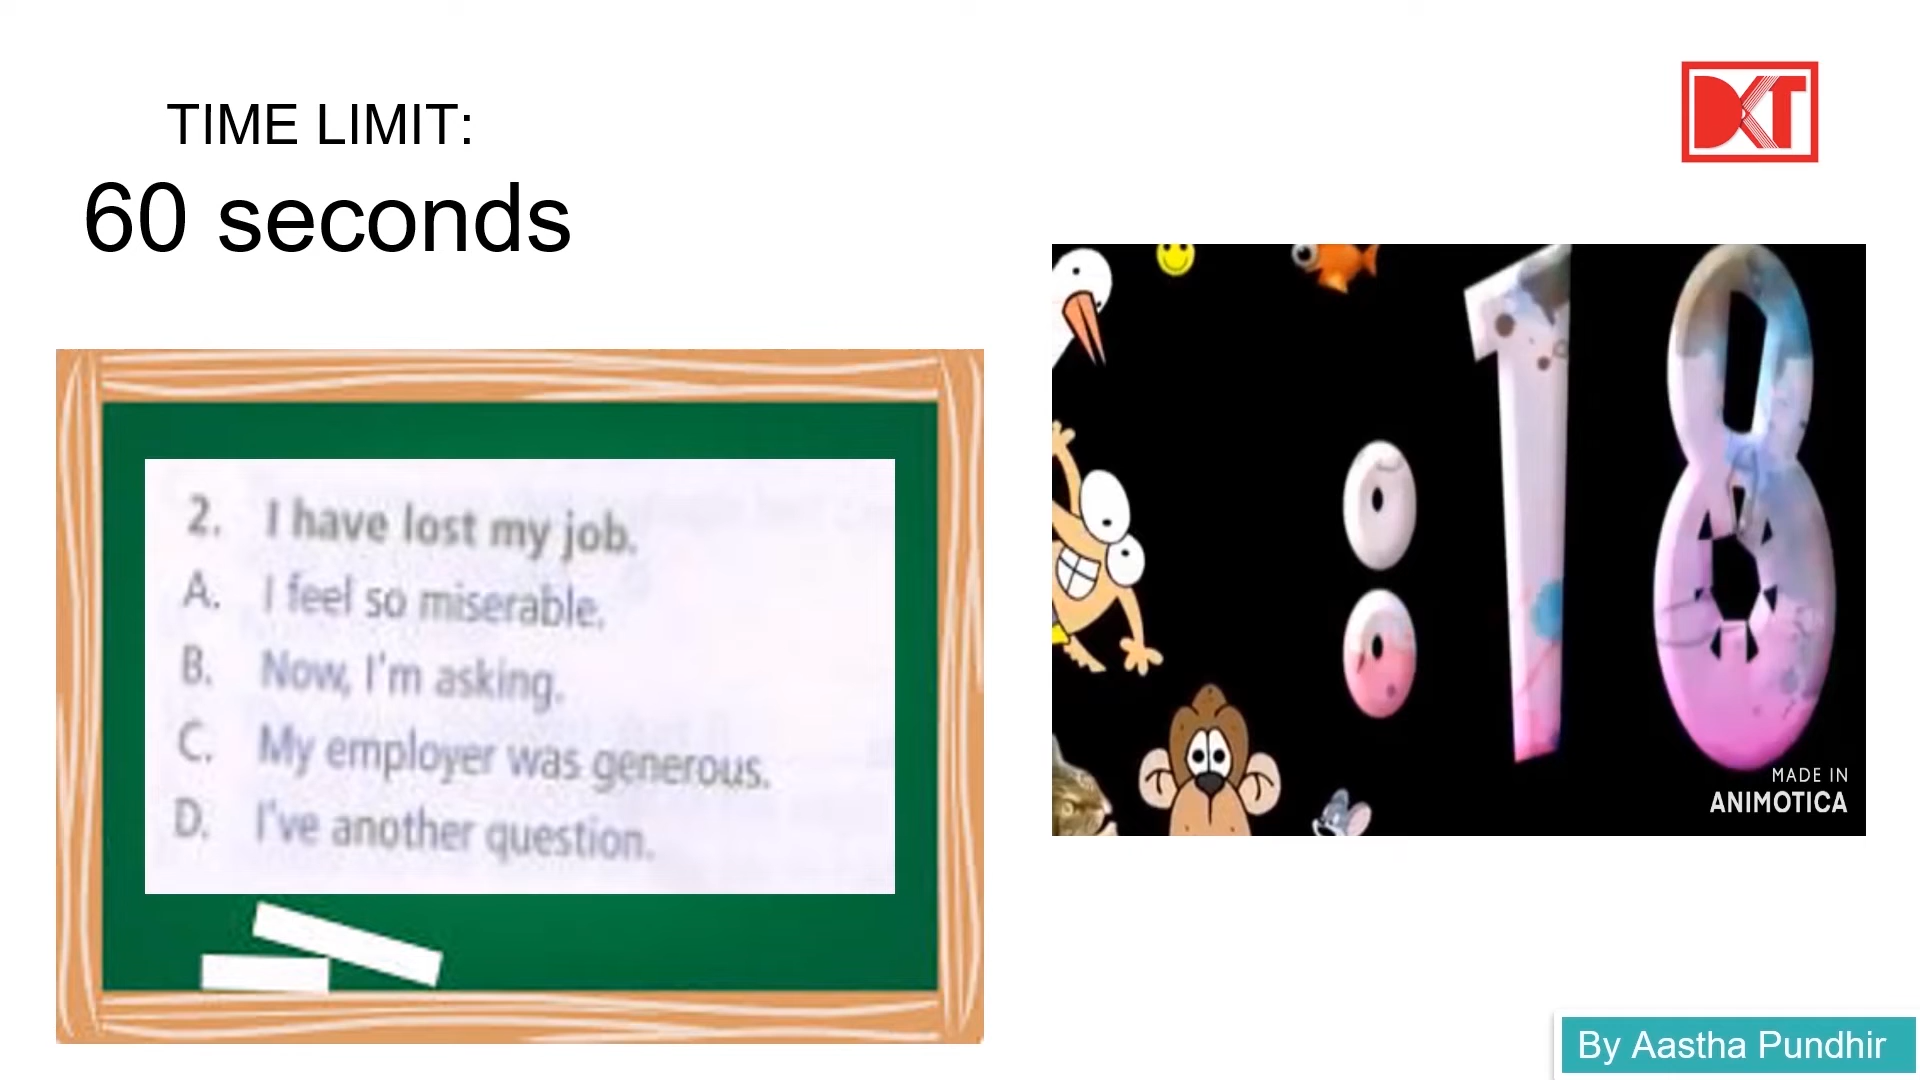 TIME LIMIT:
60 seconds
DKT
2. I have lost my job.
A. I feel so miserable.
B. Now, I'm asking.
C. My employer was generous.
D. I've another question.
:18
MADE IN
ANIMOTICA
By Aastha Pundhir